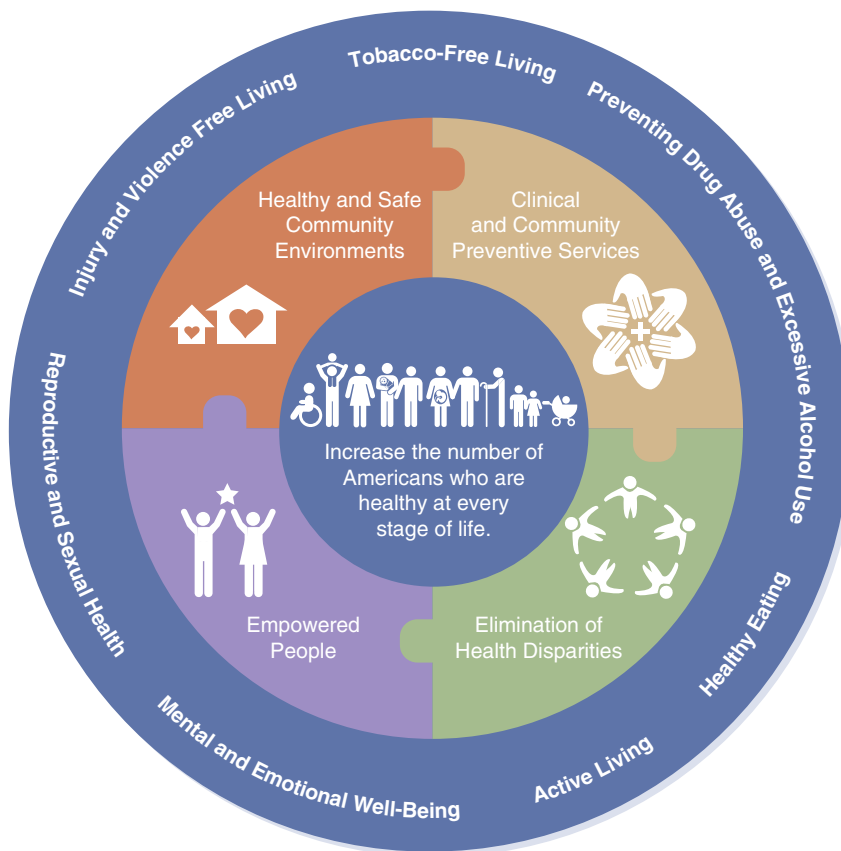 Tobacco-Free Living
Preventing Drug Abuse and Excessive Alcohol Use
Healthy Eating
Active Living
Mental and Emotional Well-Being
Reproductive and Sexual Health
Injury and Violence Free Living
Healthy and Safe
Community
Environments
Clinical
and Community
Preventive Services
Increase the number of
Americans who are
healthy at every
stage of life.
Empowered
People
Elimination of
Health Disparities